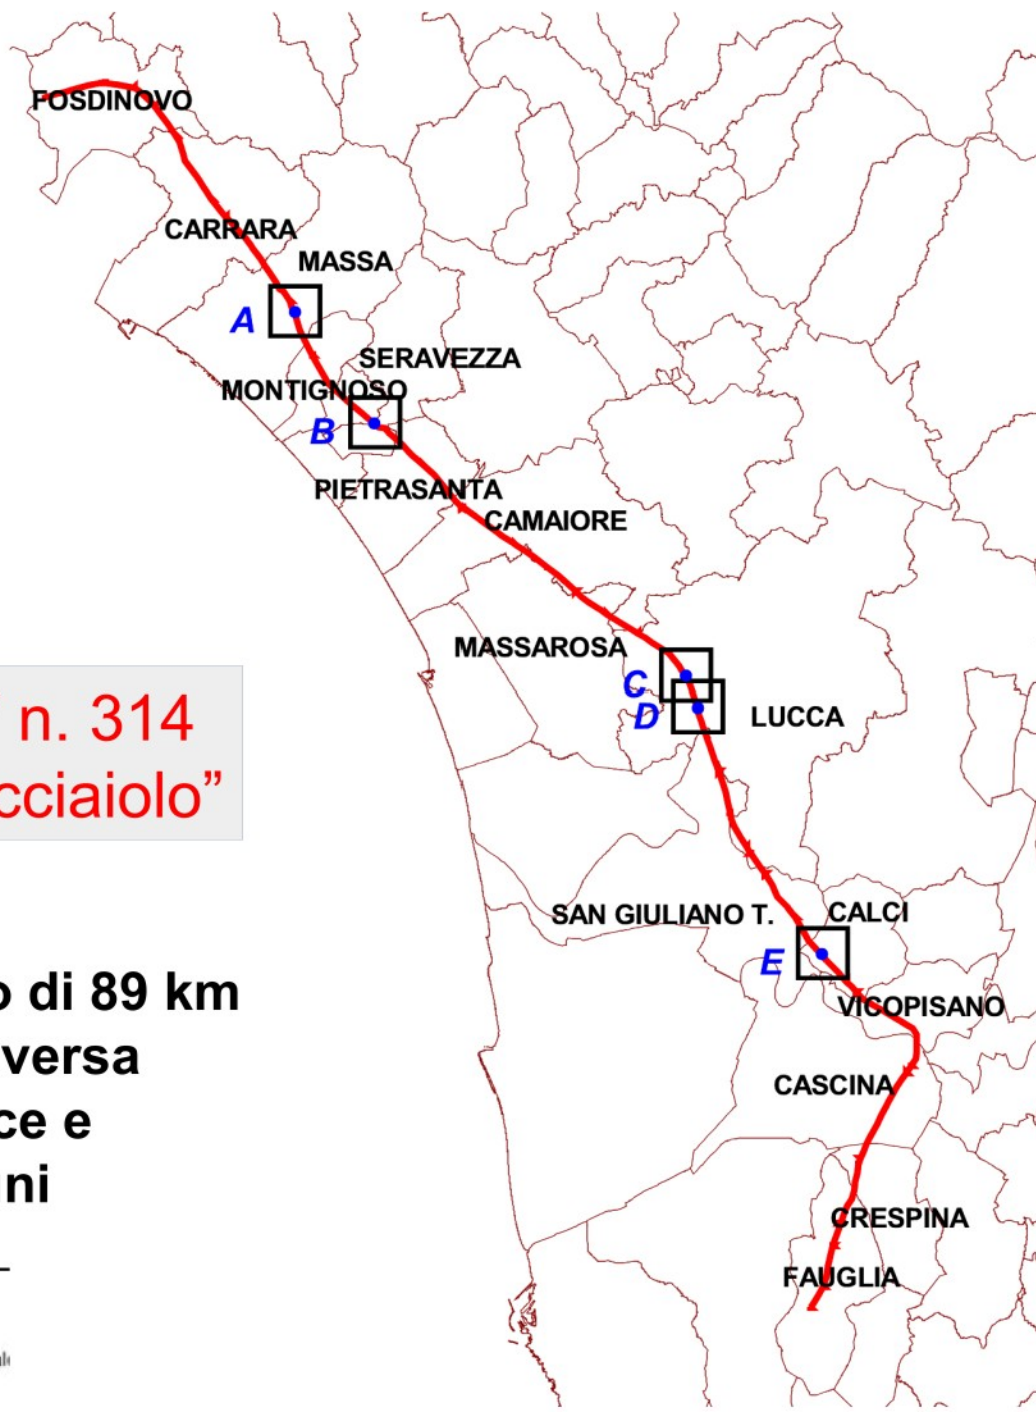 FOSDINOVO
CARRARA
MASSA
A
SERAVEZZA
MONTIGNOSO
B
PIETRASANTA
CAMAIORE
MASSAROSA
C
D
LUCCA
n. 314
cciaiolo”
SAN GIULIANO T.
CALCI
E
o di 89 km
VICOPISANO
versa
CASCINA
ce e
ni
CRESPINA
FAUGLIA